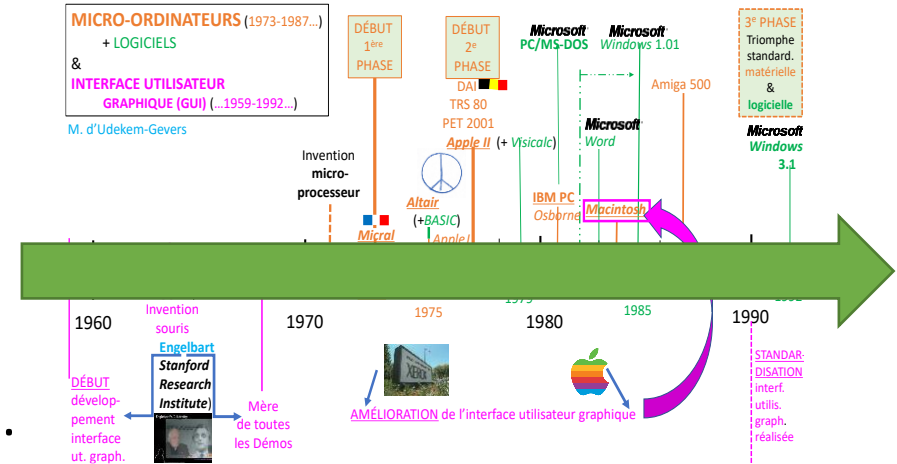 MICRO-ORDINATEURS (1973-1987…)
+ LOGICIELS
&
INTERFACE UTILISATEUR
GRAPHIQUE (GUI) (…1959-1992…)
M. d'Udekem-Gevers
DÉBUT
1ère
PHASE
DÉBUT
2e
PHASE
DAI
TRS 80
PET 2001
Apple II (+ Visicalc)
Microsoft
PC/MS-DOS
Microsoft
Windows 1.01
Amiga 500
3e PHASE
Triomphe
standard.
matérielle
&
logicielle
Microsoft
Windows
3.1
Microsoft
Word
Invention
micro-
processeur
Altair
(+BASIC)
Apple I
Micral
IBM PC
Osborne
Macintosh
1960
1970
1975
1979
1980
1985
1990
1992
Invention
souris
Engelbart
Stanford
Research
Institute)
DÉBUT
dévelop-
pement
interface
ut. graph.
Mère
de toutes
les Démos
XEROX
AMÉLIORATION de l'interface utilisateur graphique
STANDAR-
DISATION
interf.
utilis.
graph.
réalisée